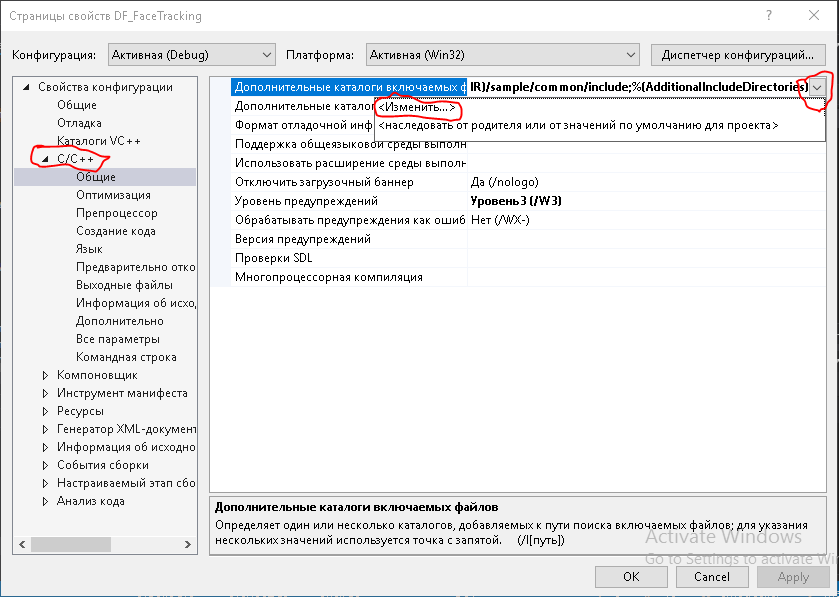 Страницы свойств DF_FaceTracking
Конфигурация: Активная (Debug) Платформа: Активная (Win32) Диспетчер конфигураций...
Свойства конфигурации
Общие
Отладка
Каталоги VC++
C/C++
Общие
Оптимизация
Препроцессор
Создание кода
Язык
Предварительно отко
Выходные файлы
Информация об исход
Дополнительно
Все параметры
Командная строка
Компоновщик
Инструмент манифеста
Ресурсы
Генератор XML-документ
Информация об исходно
События сборки
Настраиваемый этап сбо
Анализ кода
Дополнительные каталоги включаемых ф IR)/sample/common/include;%(AdditionalIncludeDirectories)
Дополнительные каталог <Изменить...>
Формат отладочной инф <наследовать от родителя или от значений по умолчанию для проекта>
Поддержка общеязыковой среды выполн
Использовать расширение среды выполн
Отключить загрузочный баннер Да (/nologo)
Уровень предупреждений Уровень3 (/W3)
Обрабатывать предупреждения как ошиб Нет (/WX-)
Версия предупреждений
Проверки SDL
Многопроцессорная компиляция
Дополнительные каталоги включаемых файлов
Определяет один или несколько каталогов, добавляемых к пути поиска включаемых файлов; для указания
нескольких значений используется точка с запятой. (/I[путь])
Activate Windows
Go to Settings to activate Wi
OK Cancel Apply